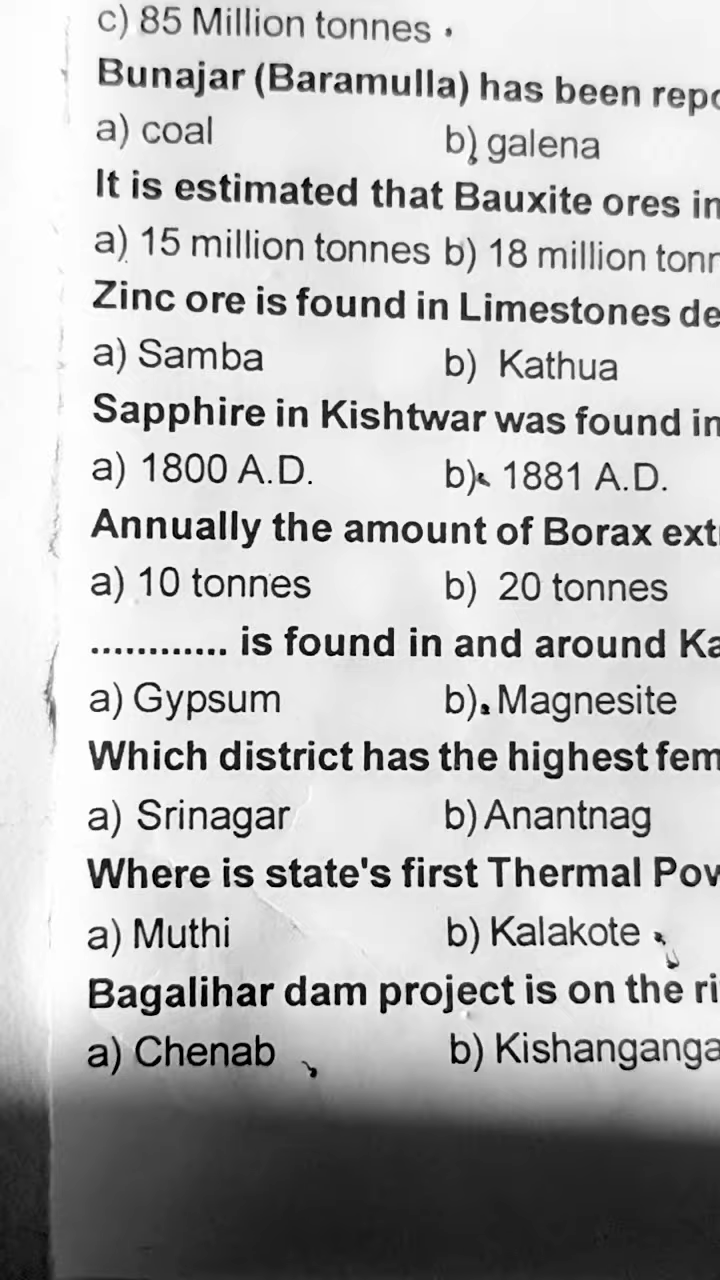 c) 85 Million tonnes
Bunajar (Baramulla) has been repo
a) coal b) galena
It is estimated that Bauxite ores in
a) 15 million tonnes b) 18 million tonn
Zinc ore is found in Limestones de
a) Samba b) Kathua
Sapphire in Kishtwar was found in
a) 1800 A.D. b) 1881 A.D.
Annually the amount of Borax ext
a) 10 tonnes b) 20 tonnes
............ is found in and around Ka
a) Gypsum b) Magnesite
Which district has the highest fem
a) Srinagar b) Anantnag
Where is state's first Thermal Pow
a) Muthi b) Kalakote
Bagalihar dam project is on the ri
a) Chenab b) Kishanganga